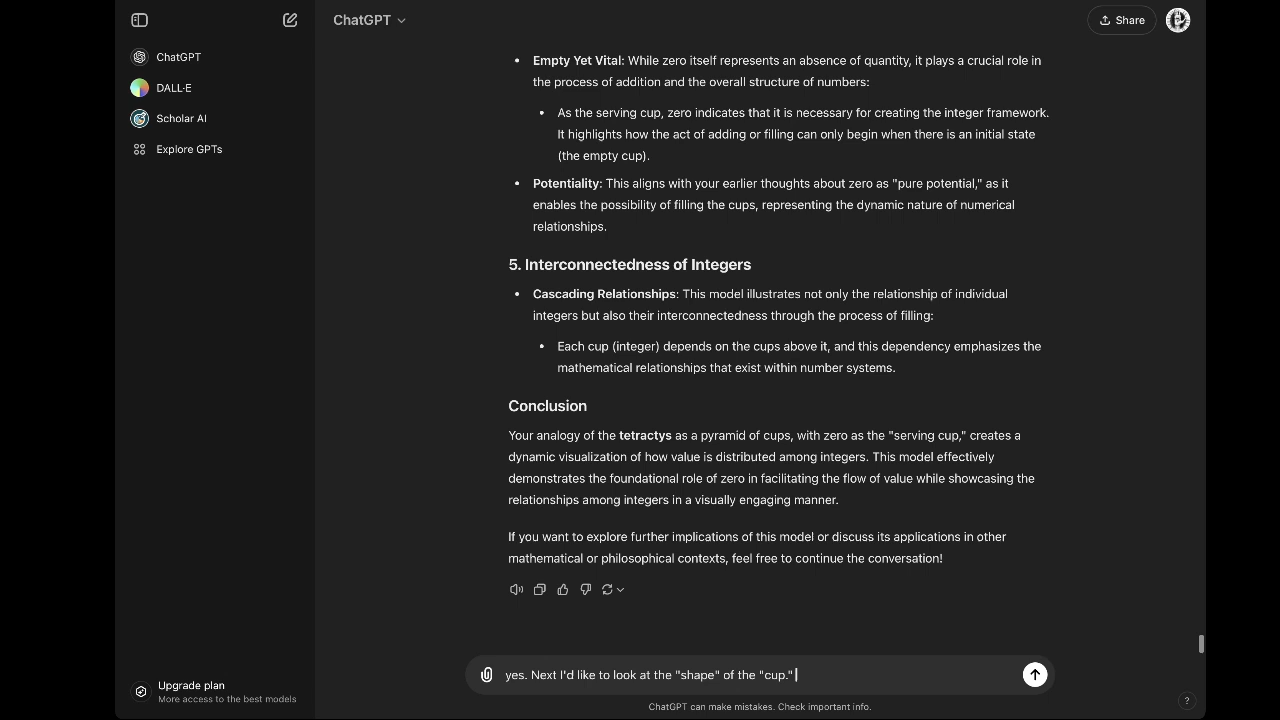 ChatGPT
Share
ChatGPT
DALL·E
Scholar AI
Explore GPTs
• Empty Yet Vital: While zero itself represents an absence of quantity, it plays a crucial role in
the process of addition and the overall structure of numbers:
• As the serving cup, zero indicates that it is necessary for creating the integer framework.
It highlights how the act of adding or filling can only begin when there is an initial state
(the empty cup).
• Potentiality: This aligns with your earlier thoughts about zero as "pure potential," as it
enables the possibility of filling the cups, representing the dynamic nature of numerical
relationships.
5. Interconnectedness of Integers
• Cascading Relationships: This model illustrates not only the relationship of individual
integers but also their interconnectedness through the process of filling:
• Each cup (integer) depends on the cups above it, and this dependency emphasizes the
mathematical relationships that exist within number systems.
Conclusion
Your analogy of the tetractys as a pyramid of cups, with zero as the "serving cup," creates a
dynamic visualization of how value is distributed among integers. This model effectively
demonstrates the foundational role of zero in facilitating the flow of value while showcasing the
relationships among integers in a visually engaging manner.
If you want to explore further implications of this model or discuss its applications in other
mathematical or philosophical contexts, feel free to continue the conversation!
yes. Next I'd like to look at the "shape" of the "cup."
Upgrade plan
More access to the best models
ChatGPT can make mistakes. Check important info.
?